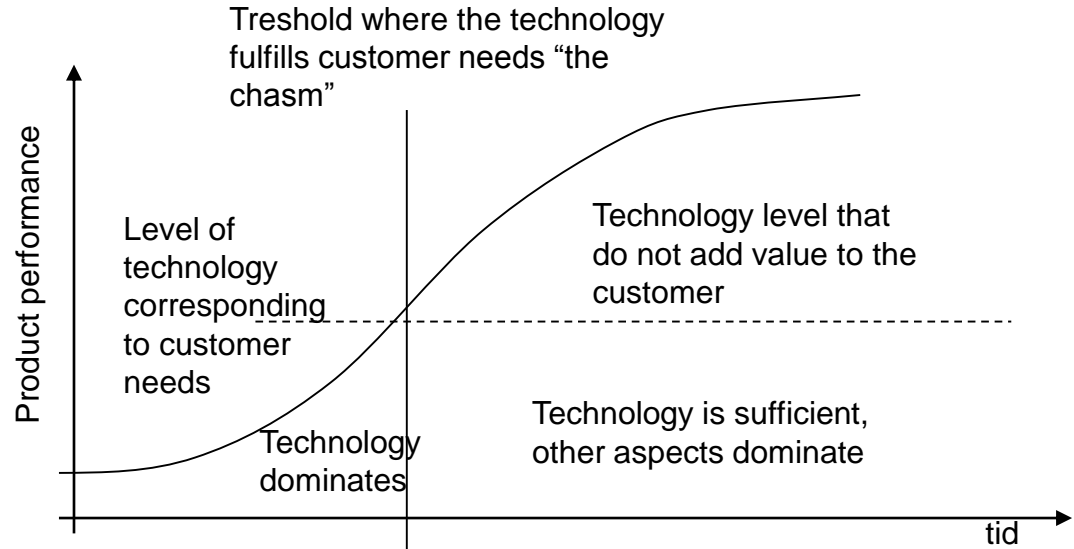 Treshold where the technology
fulfills customer needs “the
chasm”
Product performance
Level of
technology
corresponding
to customer
needs
Technology level that
do not add value to the
customer
Technology
dominates
Technology is sufficient,
other aspects dominate
tid